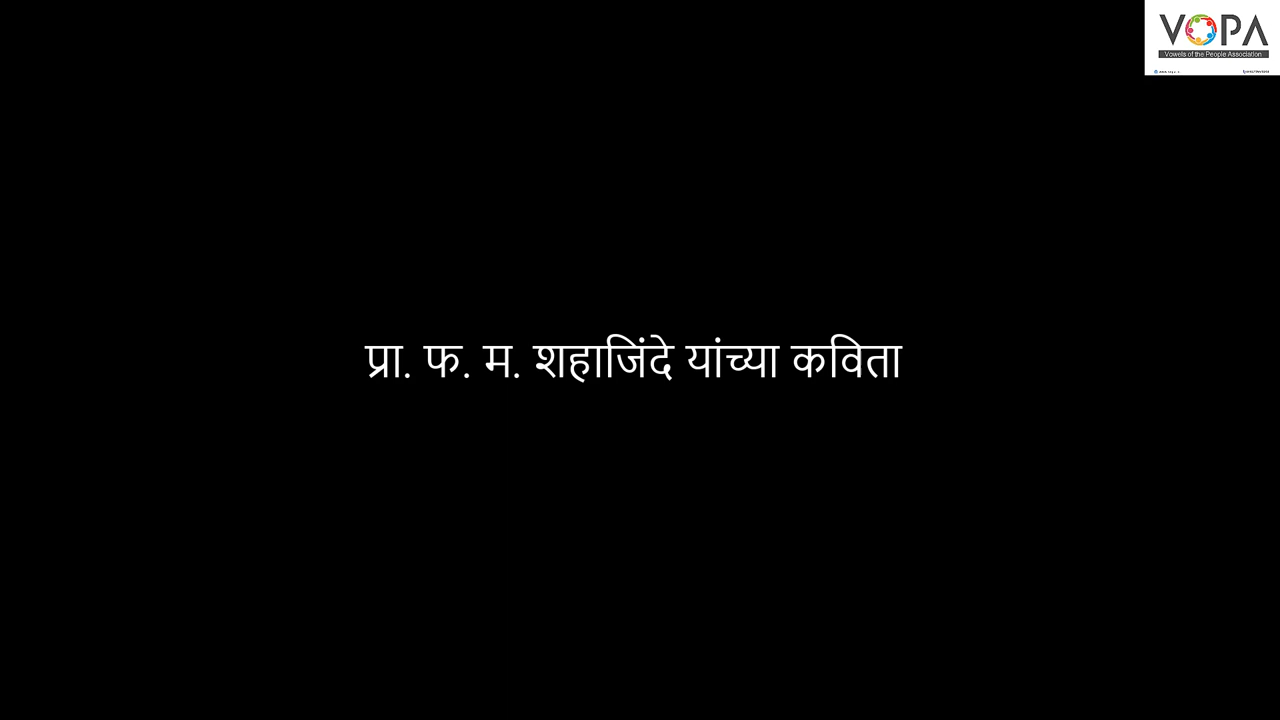 VOPA
Vowels of the People Association
प्रा. फ. म. शहाजिंदे यांच्या कविता